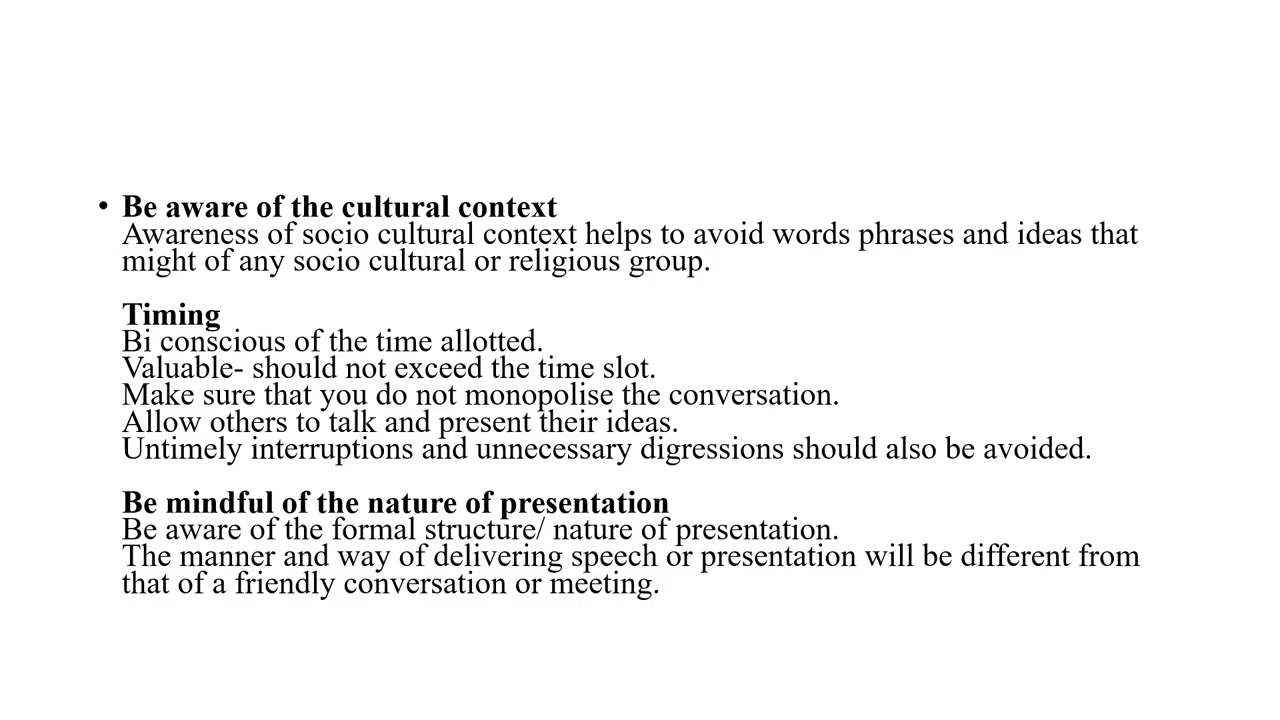 • Be aware of the cultural context
Awareness of socio cultural context helps to avoid words phrases and ideas that
might of any socio cultural or religious group.
Timing
Bi conscious of the time allotted.
Valuable- should not exceed the time slot.
Make sure that you do not monopolise the conversation.
Allow others to talk and present their ideas.
Untimely interruptions and unnecessary digressions should also be avoided.
Be mindful of the nature of presentation
Be aware of the formal structure/ nature of presentation.
The manner and way of delivering speech or presentation will be different from
that of a friendly conversation or meeting.